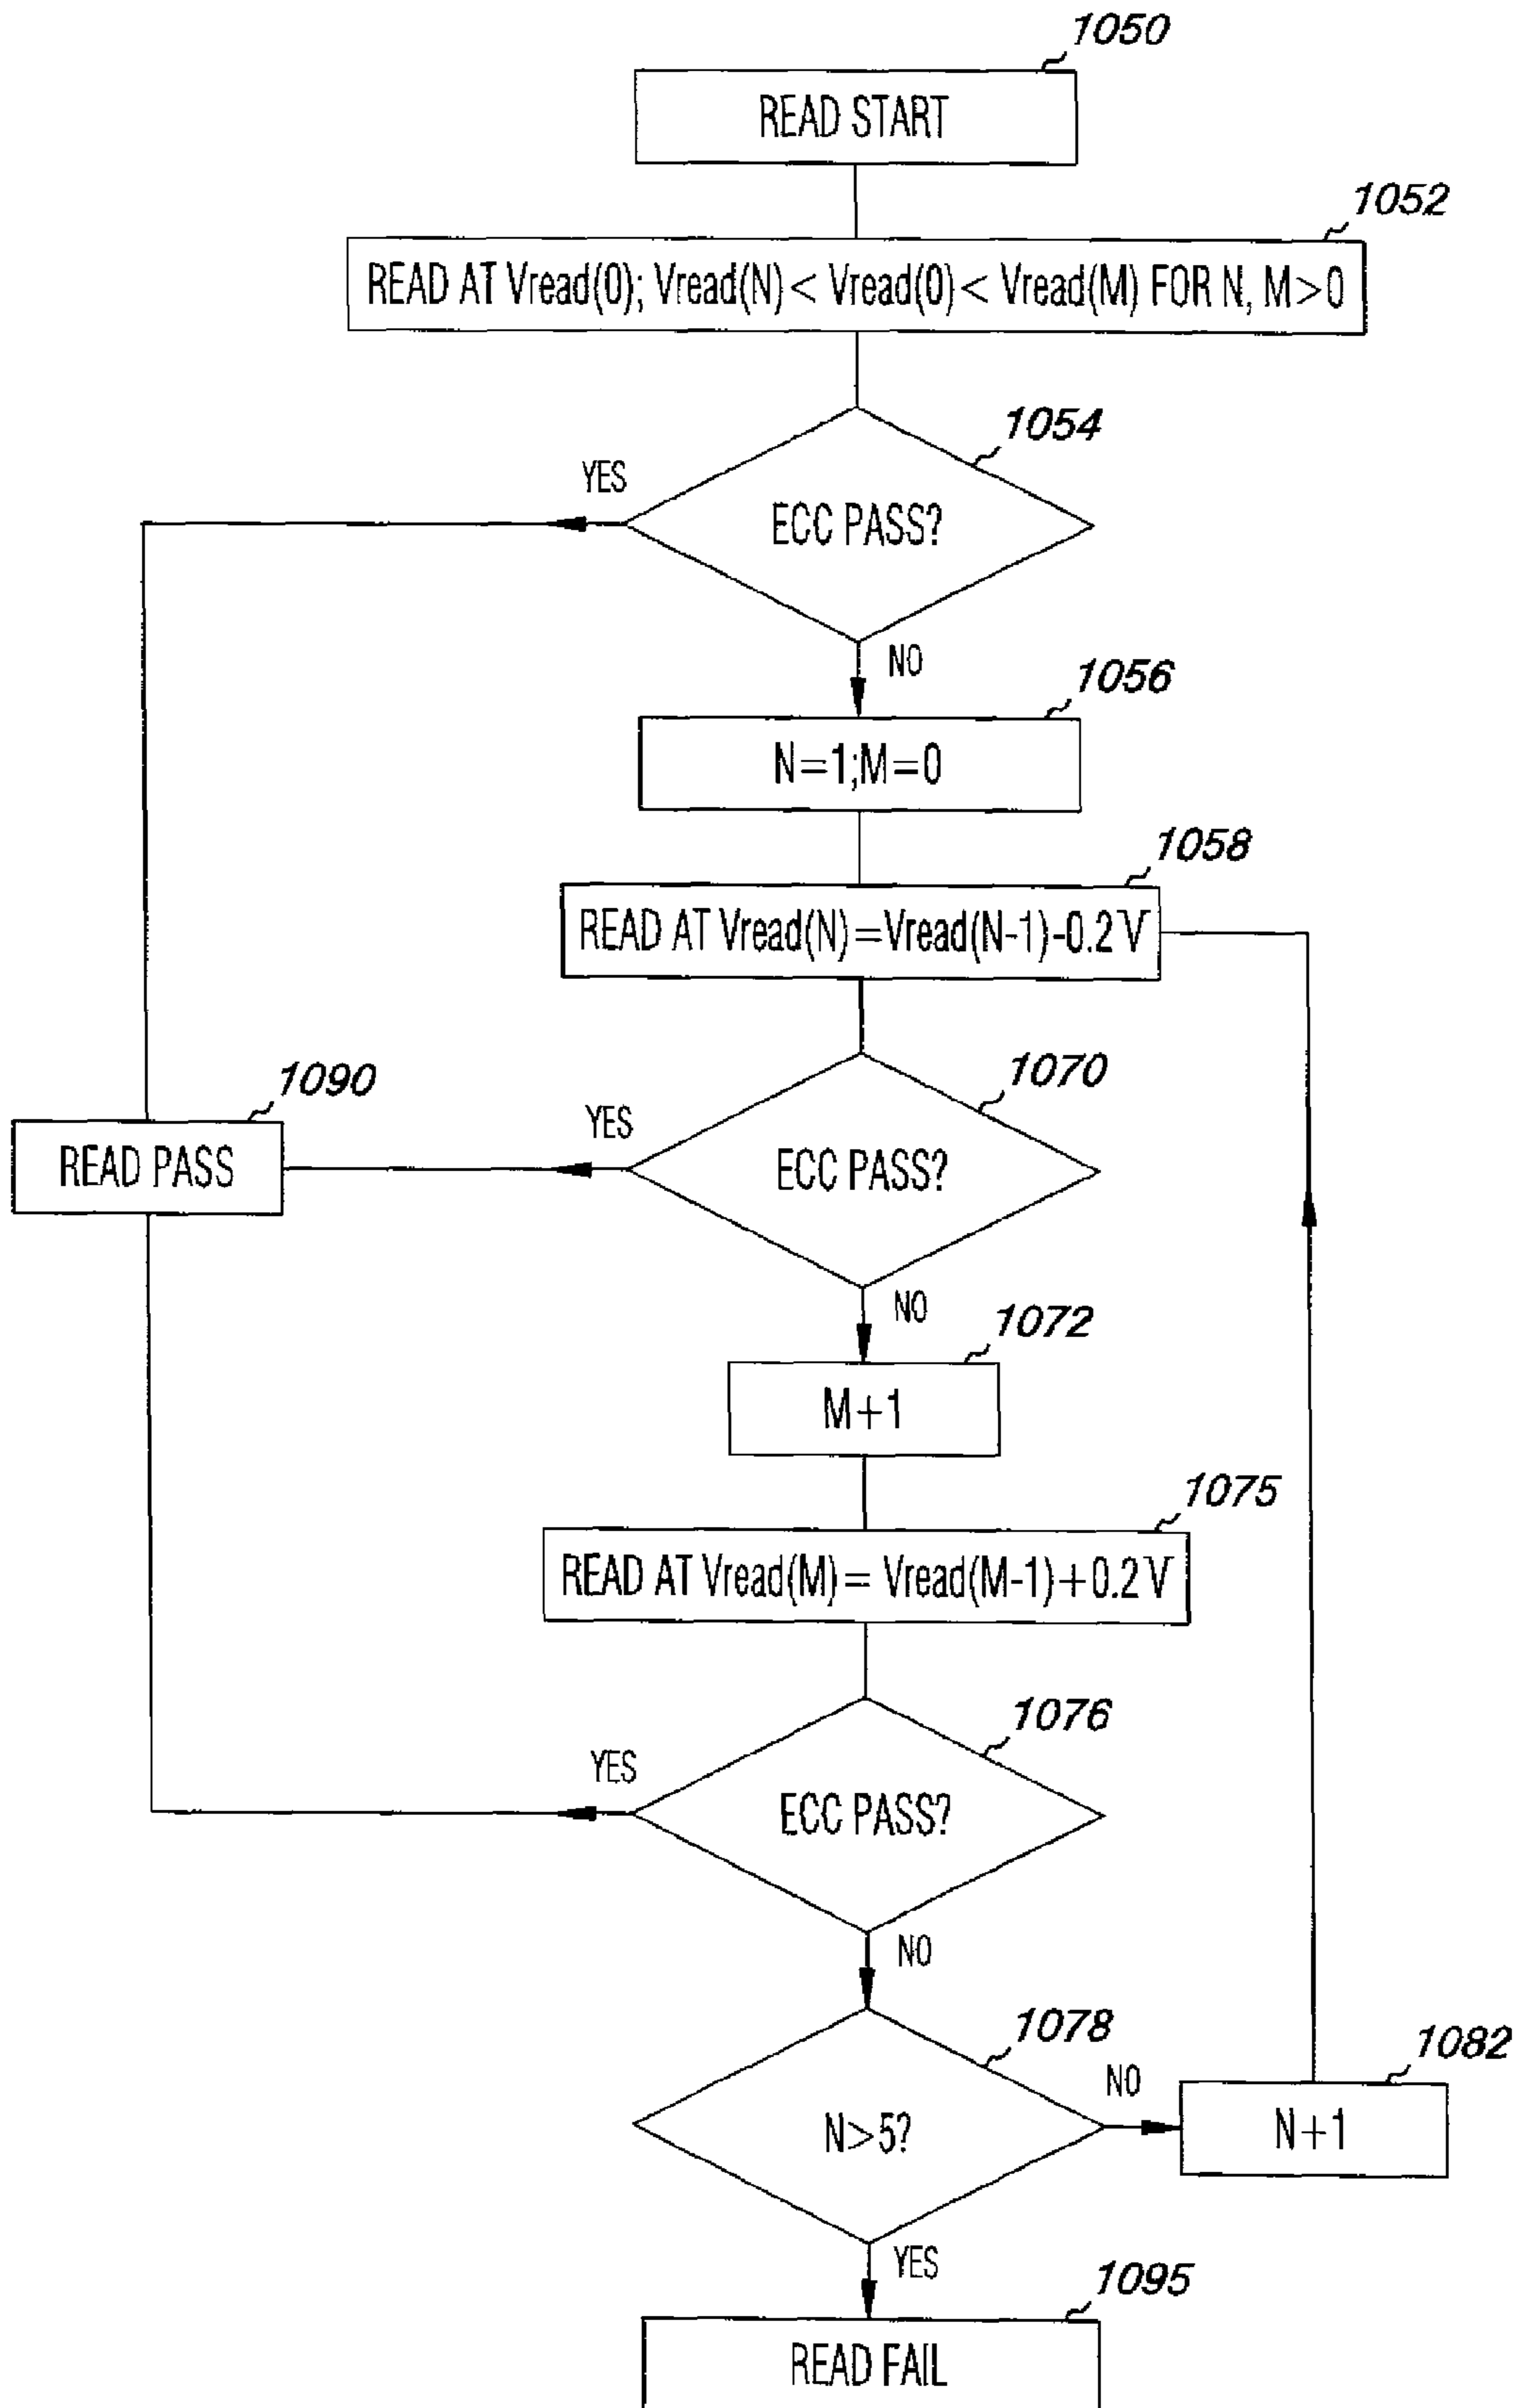 1050
READ START
1052
READ AT Vread(0); Vread(N) < Vread(0) < Vread(M) FOR N, M>0
1054
YES
ECC PASS?
NO
1056
N=1;M=0
1058
READ AT Vread(N)=Vread(N-1)-0.2V
1070
1090
YES
READ PASS
ECC PASS?
NO
1072
M+1
1075
READ AT Vread(M)= Vread(M-1)+0.2V
1076
YES
ECC PASS?
NO
1078
1082
NO
N>5?
N+1
YES
1095
READ FAIL